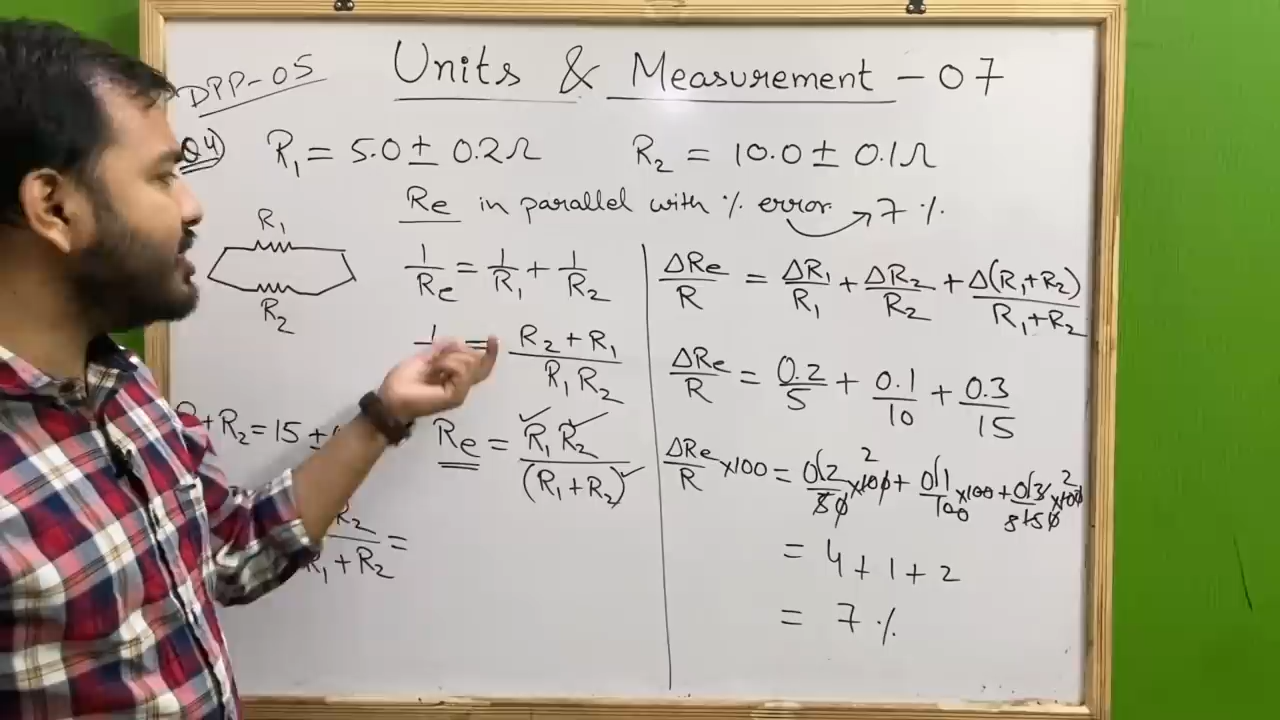 DPP-05
Units & Measurement - 07
Q4) R₁ = 5.0 ± 0.2Ω R₂ = 10.0 ± 0.1Ω
Re in parallel with % error → 7 %
R₁
R₂
1/Re = 1/R₁ + 1/R₂
= (R₂ + R₁)/(R₁ R₂)
+ R₂ = 15 ±
Re = R₁R₂/(R₁ + R₂)
R₂/(R₁ + R₂) =
ΔRe/R = ΔR₁/R₁ + ΔR₂/R₂ + Δ(R₁+R₂)/(R₁+R₂)
ΔRe/R = 0.2/5 + 0.1/10 + 0.3/15
ΔRe/R ×100 = 0.2/50 ×100 + 0.1/100 ×100 + 0.3/150 ×100
= 4 + 1 + 2
= 7 %